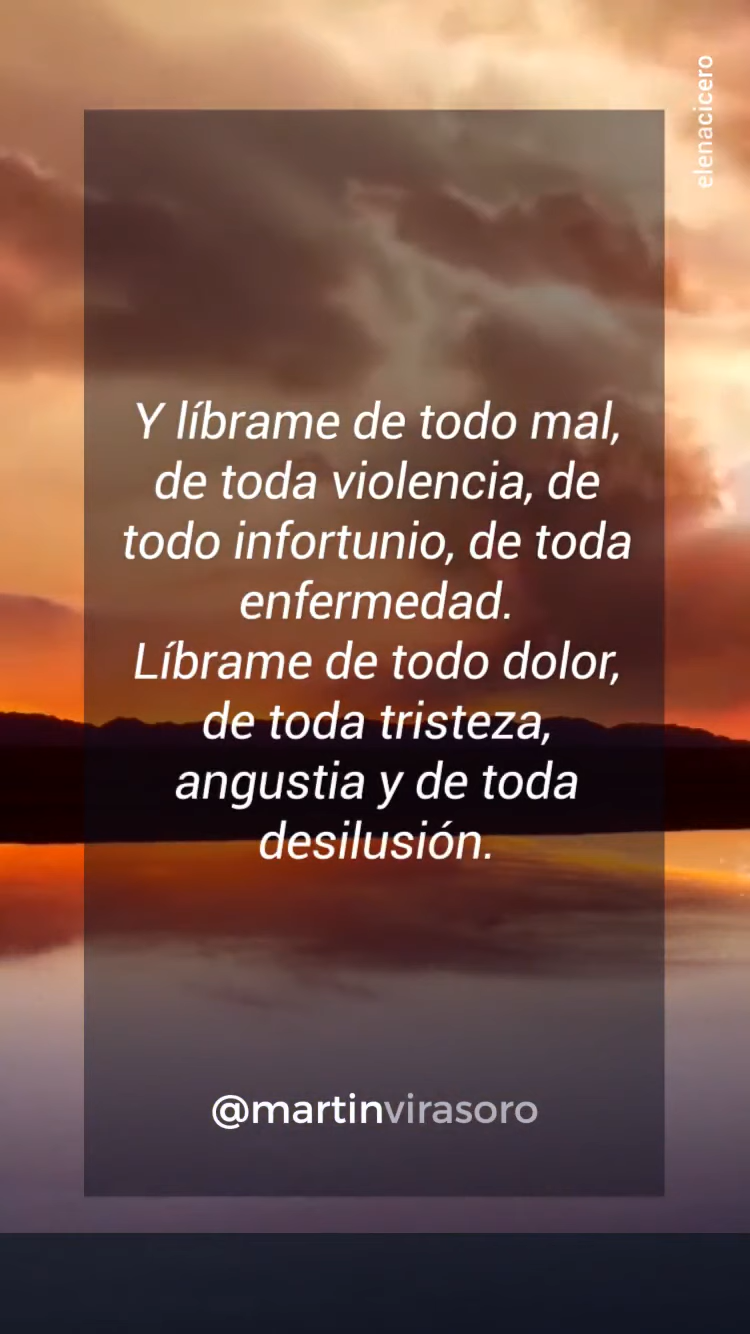 elenacicero
Y líbrame de todo mal,
de toda violencia, de
todo infortunio, de toda
enfermedad.
Líbrame de todo dolor,
de toda tristeza,
angustia y de toda
desilusión.
@martinvirasoro